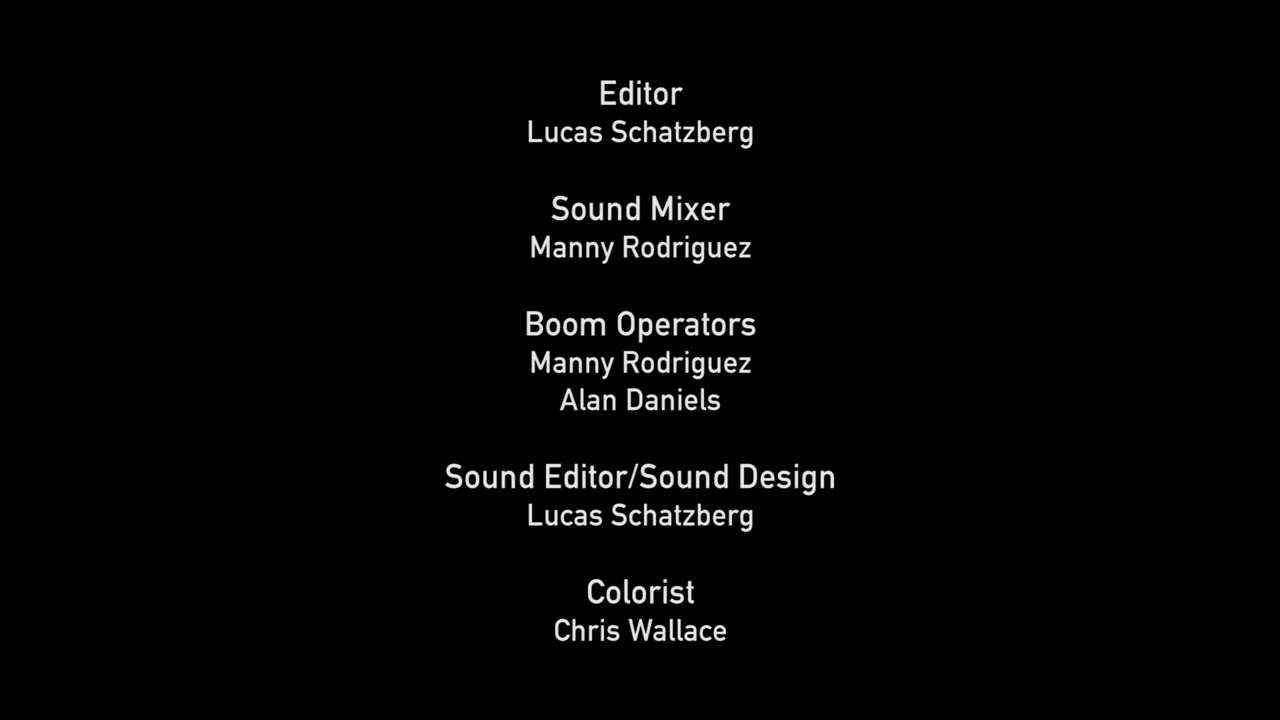 Editor
Lucas Schatzberg
Sound Mixer
Manny Rodriguez
Boom Operators
Manny Rodriguez
Alan Daniels
Sound Editor/Sound Design
Lucas Schatzberg
Colorist
Chris Wallace